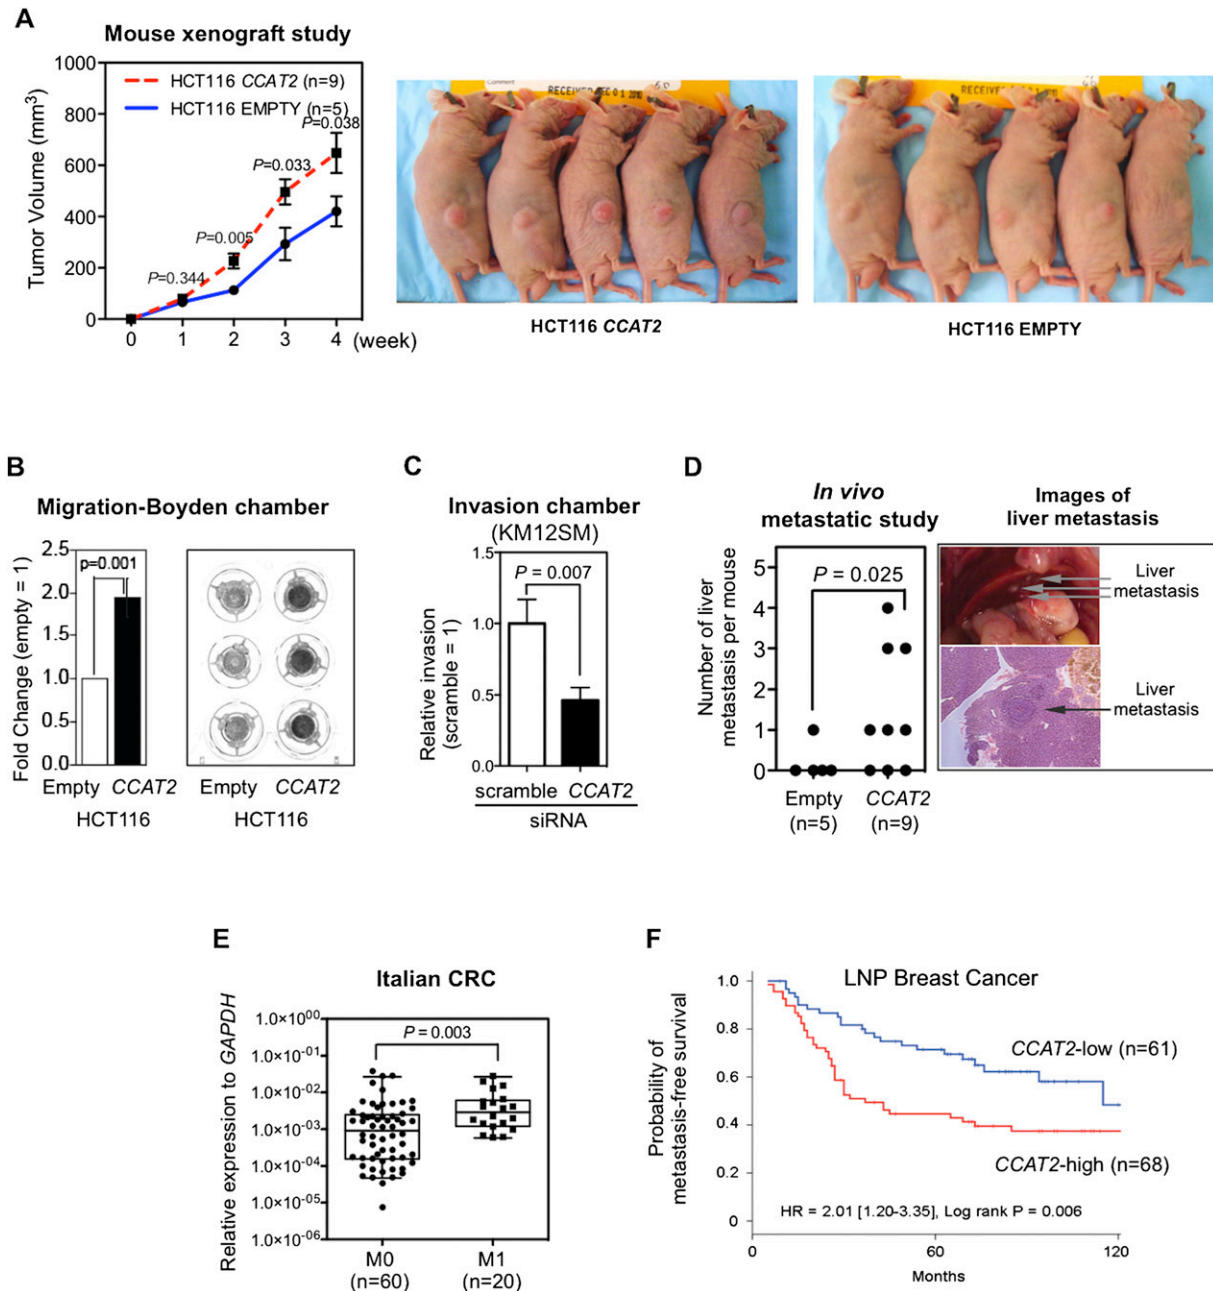 A
Mouse xenograft study
1000
800
600
400
200
0
Tumor Volume (mm³)
HCT116 CCAT2 (n=9)
HCT116 EMPTY (n=5)
P=0.038
P=0.033
P=0.005
P=0.344
0 1 2 3 4 (week)
Comment
RECEIVED DEC 0 1 2010
HCT116 CCAT2
RECEIVED
HCT116 EMPTY
B
Migration-Boyden chamber
Fold Change (empty = 1)
2.5
2.0
1.5
1.0
0.5
0.0
p=0.001
Empty CCAT2
HCT116
Empty CCAT2
HCT116
C
Invasion chamber
(KM12SM)
Relative invasion
(scramble = 1)
1.5
1.0
0.5
0.0
P = 0.007
scramble CCAT2
siRNA
D
In vivo
metastatic study
Number of liver
metastasis per mouse
5
4
3
2
1
0
P = 0.025
Empty
(n=5)
CCAT2
(n=9)
Images of
liver metastasis
Liver
metastasis
Liver
metastasis
E
Italian CRC
Relative expression to GAPDH
1.0×10⁰⁰
1.0×10⁻⁰¹
1.0×10⁻⁰²
1.0×10⁻⁰³
1.0×10⁻⁰⁴
1.0×10⁻⁰⁵
1.0×10⁻⁰⁶
P = 0.003
M0
(n=60)
M1
(n=20)
F
LNP Breast Cancer
Probability of
metastasis-free survival
1.0
0.8
0.6
0.4
0.2
0
CCAT2-low (n=61)
CCAT2-high (n=68)
HR = 2.01 [1.20-3.35], Log rank P = 0.006
0 60 120
Months